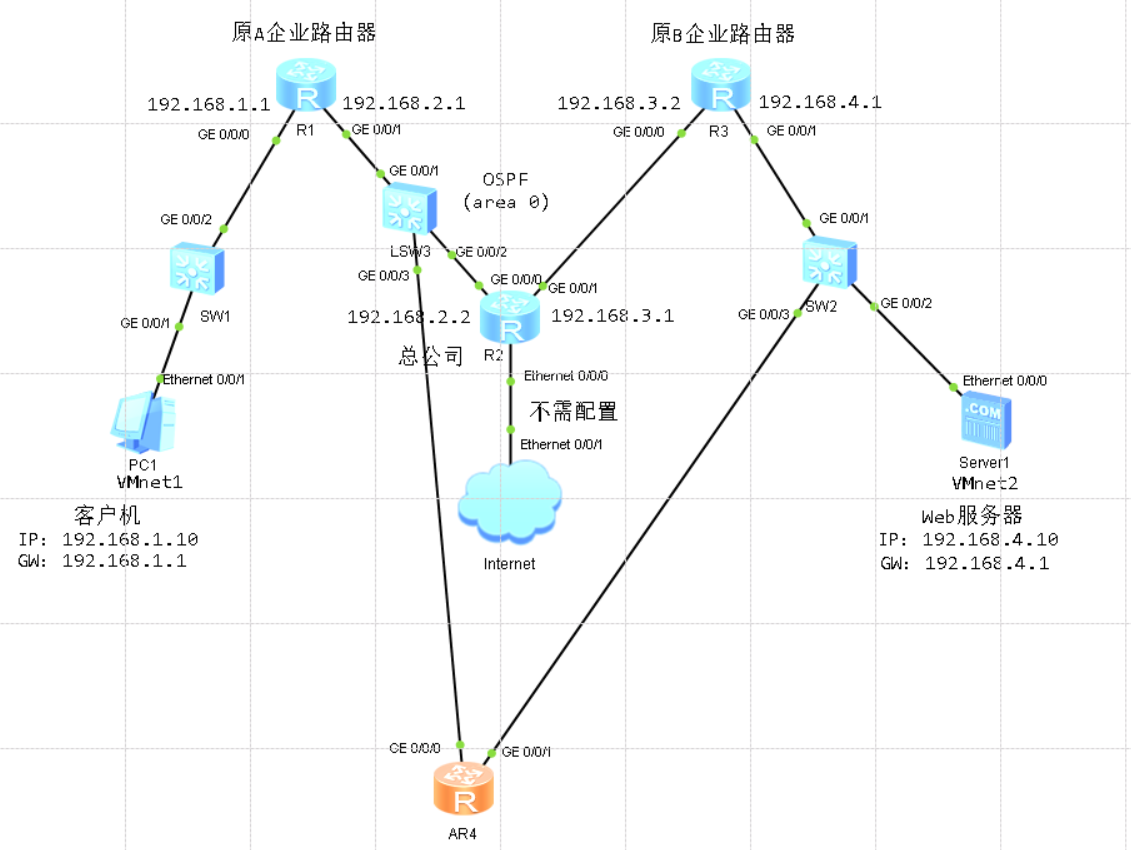 原A企业路由器
原B企业路由器
192.168.1.1
192.168.2.1
192.168.3.2
192.168.4.1
GE 0/0/0
R1
GE 0/0/1
GE 0/0/0
R3
GE 0/0/1
GE 0/0/1
OSPF
(area 0)
GE 0/0/2
GE 0/0/1
LSW3
GE 0/0/2
GE 0/0/3
GE 0/0/0
GE 0/0/1
SW1
GE 0/0/1
192.168.2.2
192.168.3.1
GE 0/0/3
SW2
GE 0/0/2
总公司
R2
Ethernet 0/0/1
Ethernet 0/0/0
Ethernet 0/0/0
不需配置
.COM
Ethernet 0/0/1
PC1
VMnet1
Server1
VMnet2
客户机
IP: 192.168.1.10
GW: 192.168.1.1
Web服务器
IP: 192.168.4.10
GW: 192.168.4.1
Internet
GE 0/0/0
GE 0/0/1
AR4